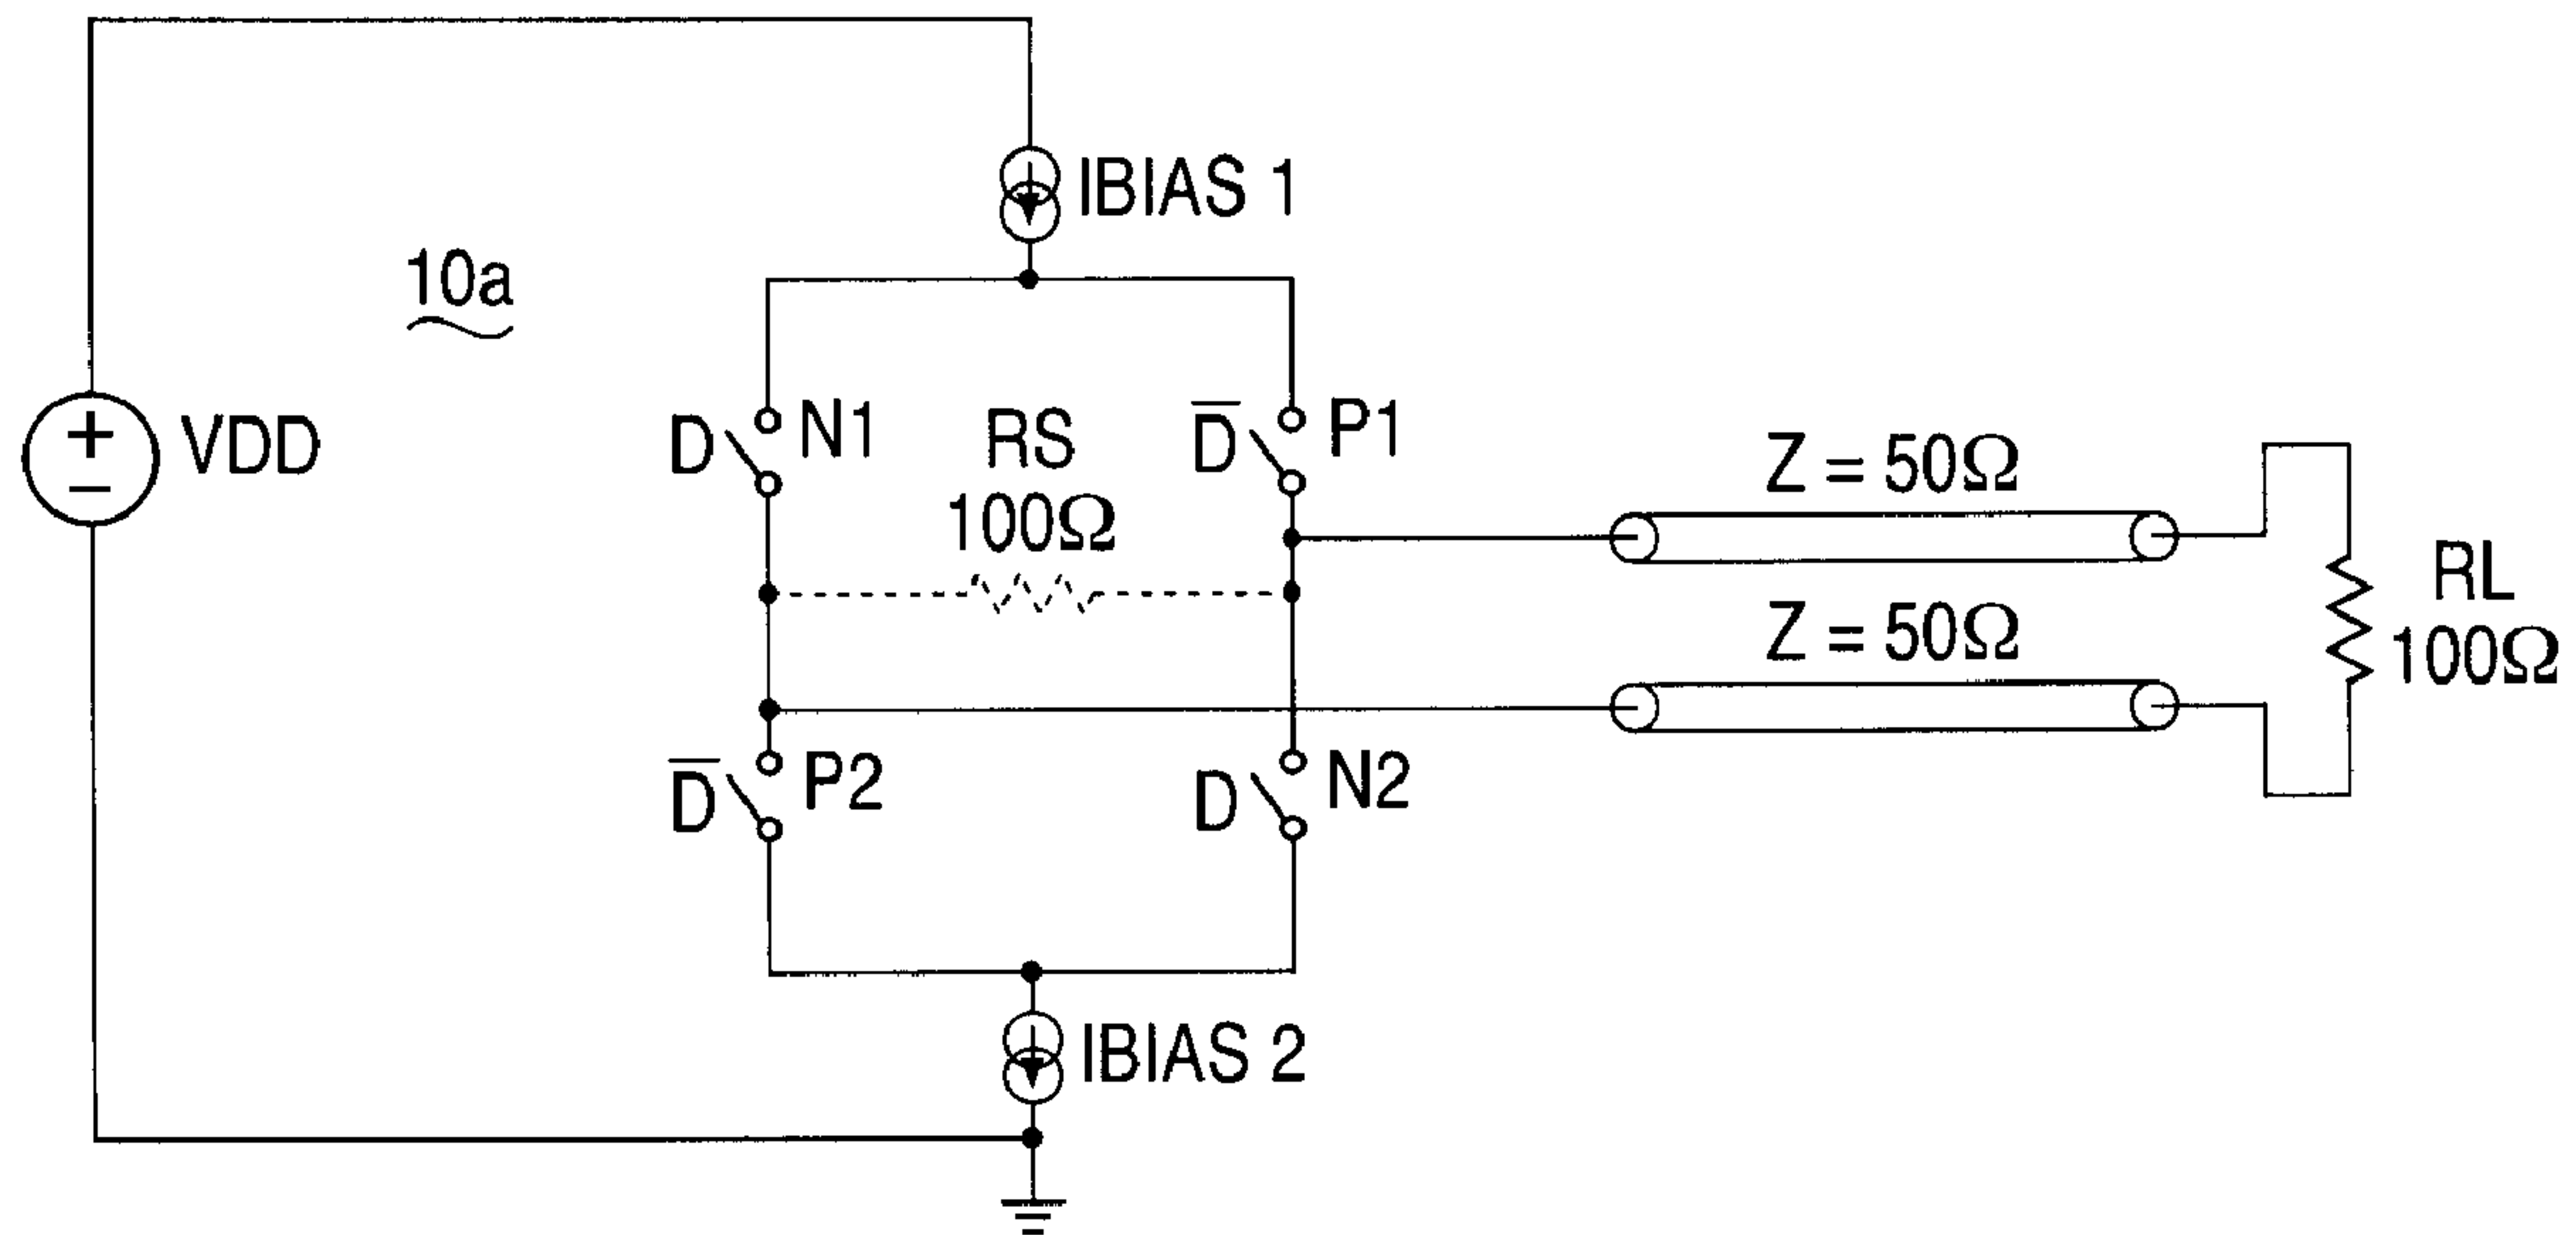 IBIAS 1
10a
VDD
D N1
RS
100Ω
D̅ P1
Z = 50Ω
RL
100Ω
Z = 50Ω
D̅ P2
D N2
IBIAS 2